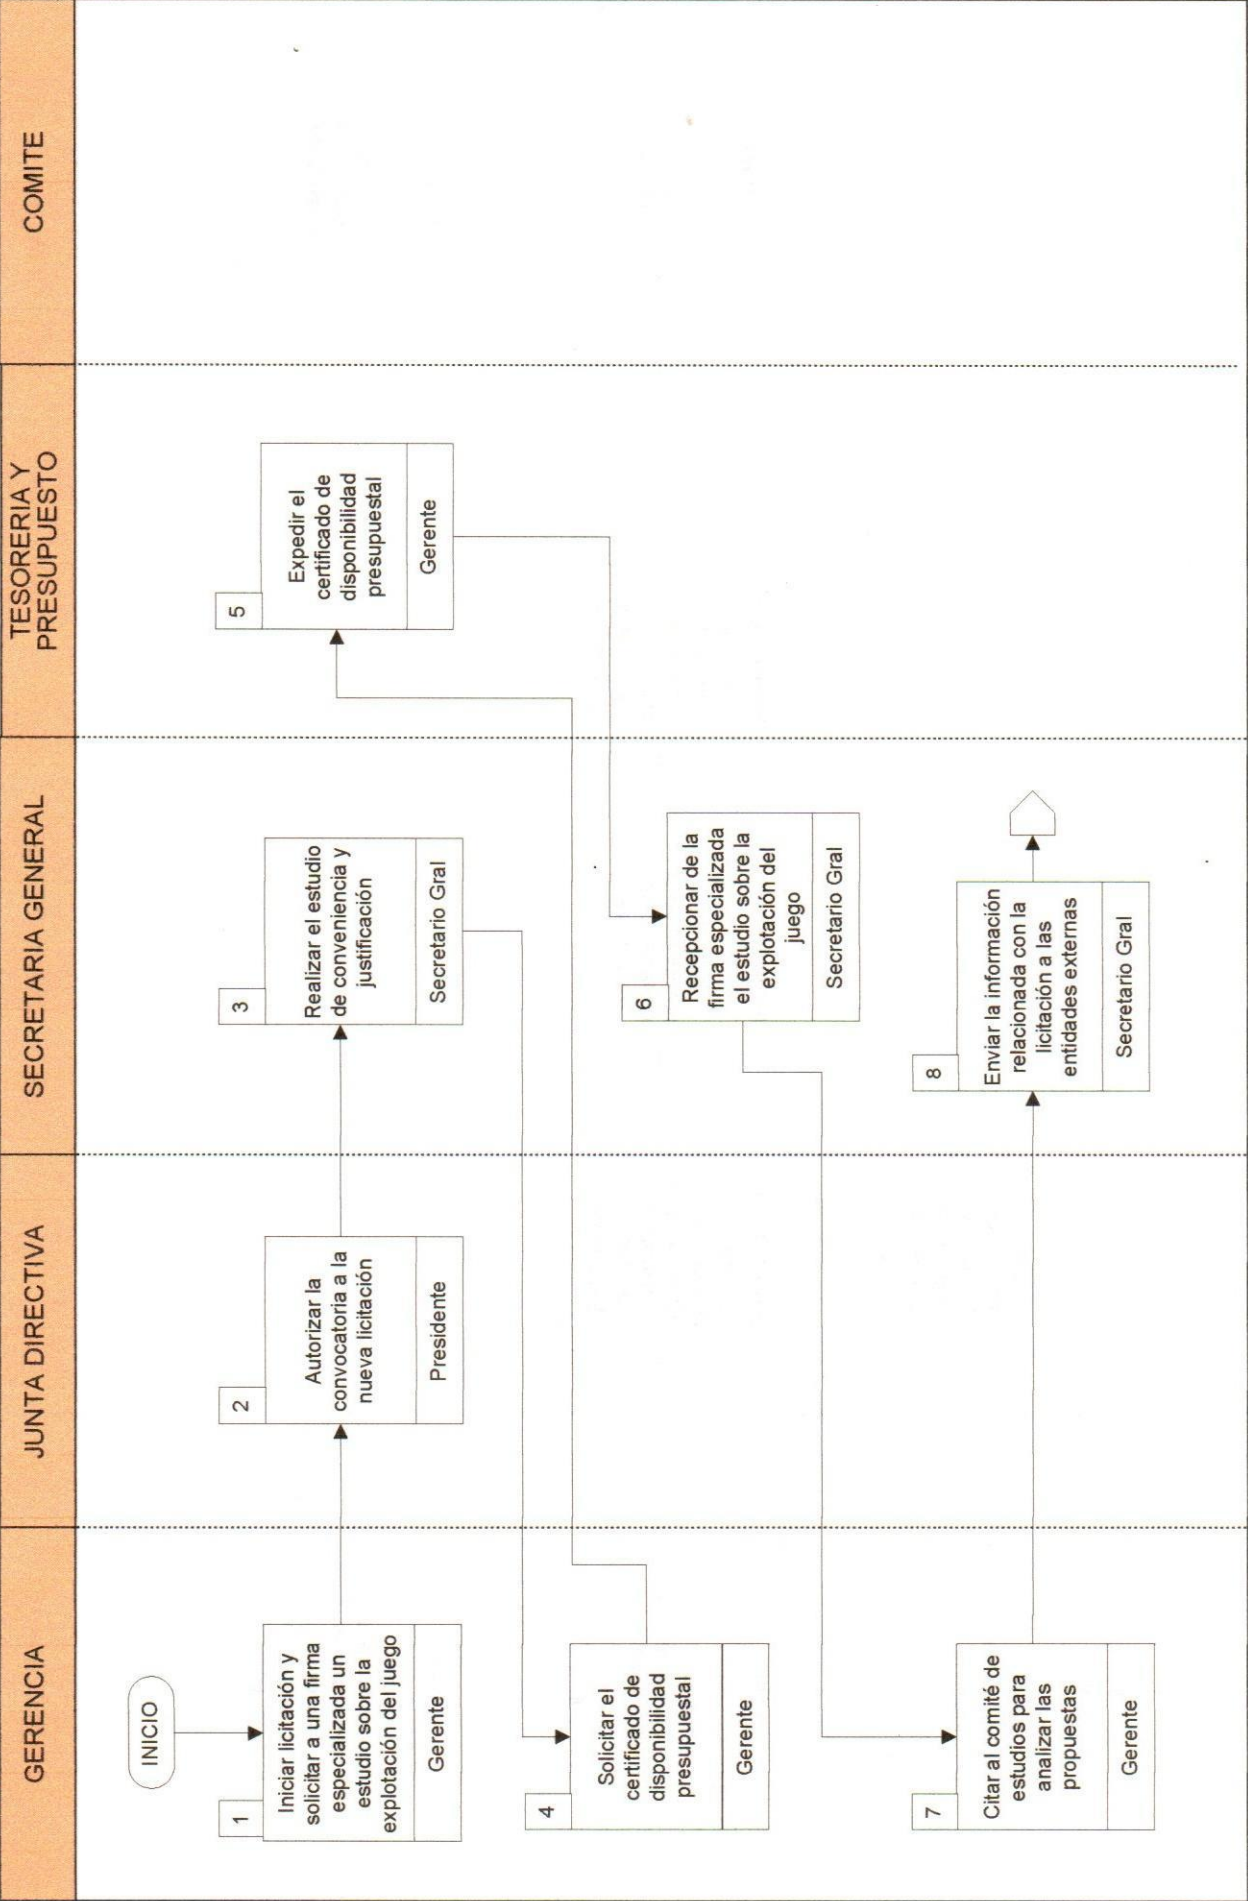 GERENCIA
JUNTA DIRECTIVA
SECRETARIA GENERAL
TESORERIA Y
PRESUPUESTO
COMITE
INICIO
1
Iniciar licitación y
solicitar a una firma
especializada un
estudio sobre la
explotación del juego
Gerente
2
Autorizar la
convocatoria a la
nueva licitación
Presidente
3
Realizar el estudio
de conveniencia y
justificación
Secretario Gral
4
Solicitar el
certificado de
disponibilidad
presupuestal
Gerente
5
Expedir el
certificado de
disponibilidad
presupuestal
Gerente
6
Recepcionar de la
firma especializada
el estudio sobre la
explotación del
juego
Secretario Gral
7
Citar al comité de
estudios para
analizar las
propuestas
Gerente
8
Enviar la información
relacionada con la
licitación a las
entidades externas
Secretario Gral